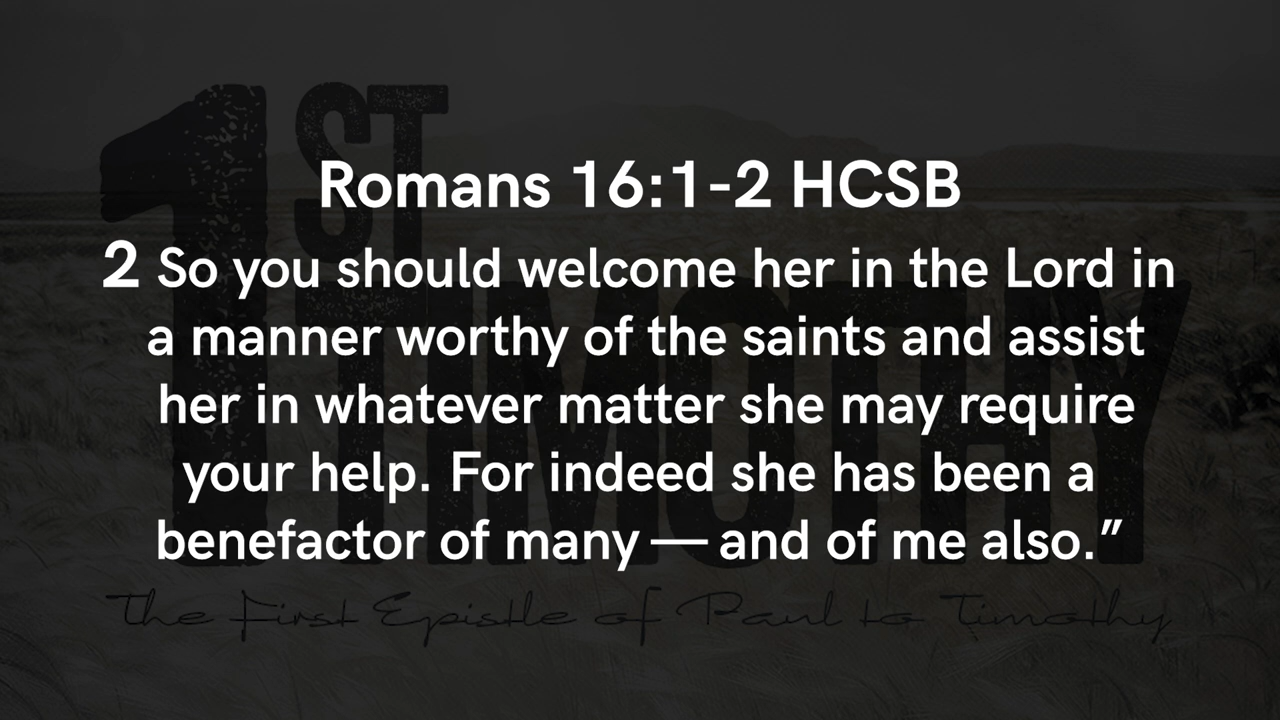 1ST
TIMOTHY
Romans 16:1-2 HCSB
2 So you should welcome her in the Lord in
a manner worthy of the saints and assist
her in whatever matter she may require
your help. For indeed she has been a
benefactor of many — and of me also.”
The First Epistle of Paul to Timothy